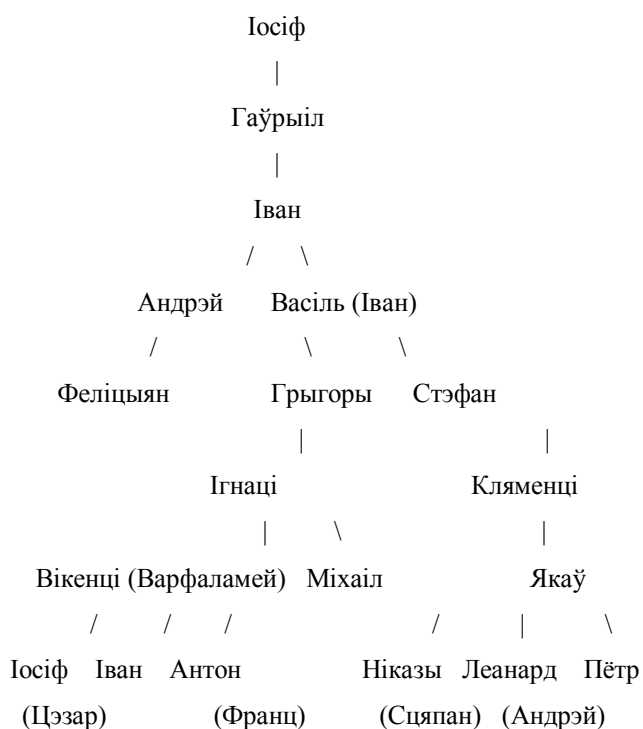 Іосіф
|
Гаўрыіл
|
Іван
/ \
Андрэй Васіль (Іван)
/ \ \
Феліцыян Грыгоры Стэфан
| |
Ігнаці Кляменці
| \ |
Вікенці (Варфаламей) Міхаіл Якаў
/ / / / | \
Іосіф Іван Антон Ніказы Леанард Пётр
(Цэзар) (Франц) (Сцяпан) (Андрэй)